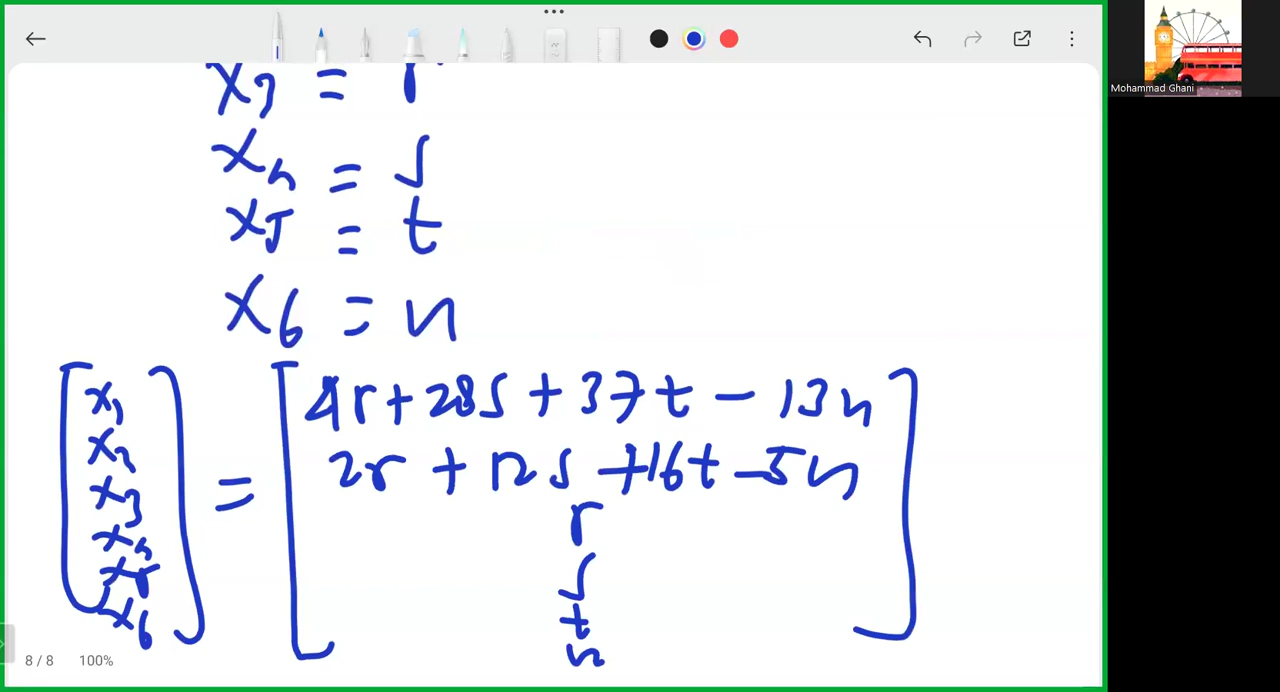 Mohammad Ghani
x3 = r
x4 = s
x5 = t
x6 = u
[x1 x2 x3 x4 x5 x6] = [4r + 28s + 37t - 13u
2r + 12s + 16t - 5u
r
s
t
u]
8 / 8 100%